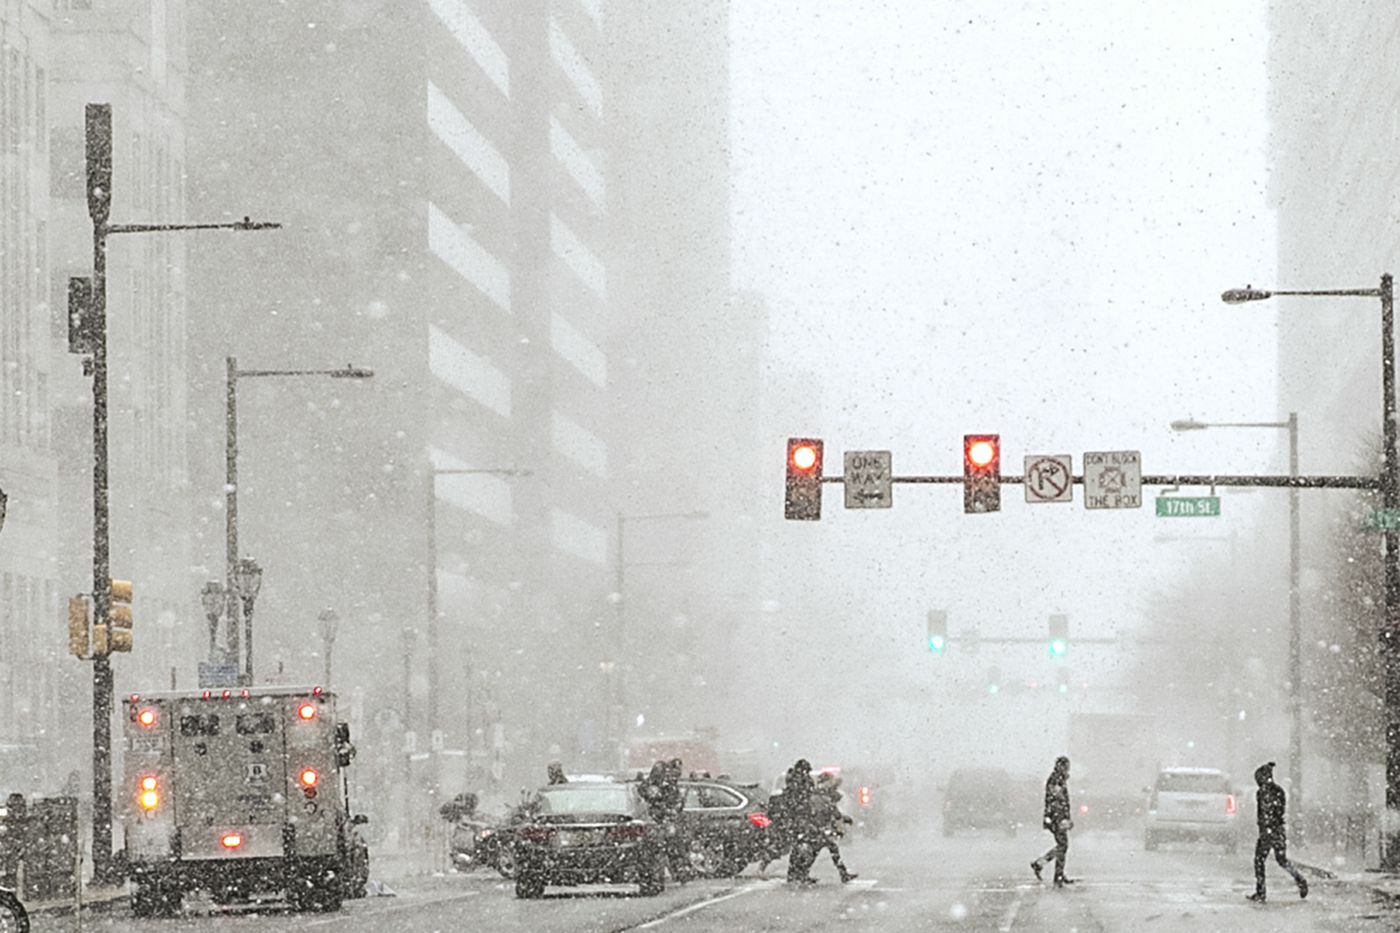 ONE
WAY
DON'T BLOCK
THE BOX
17th St.